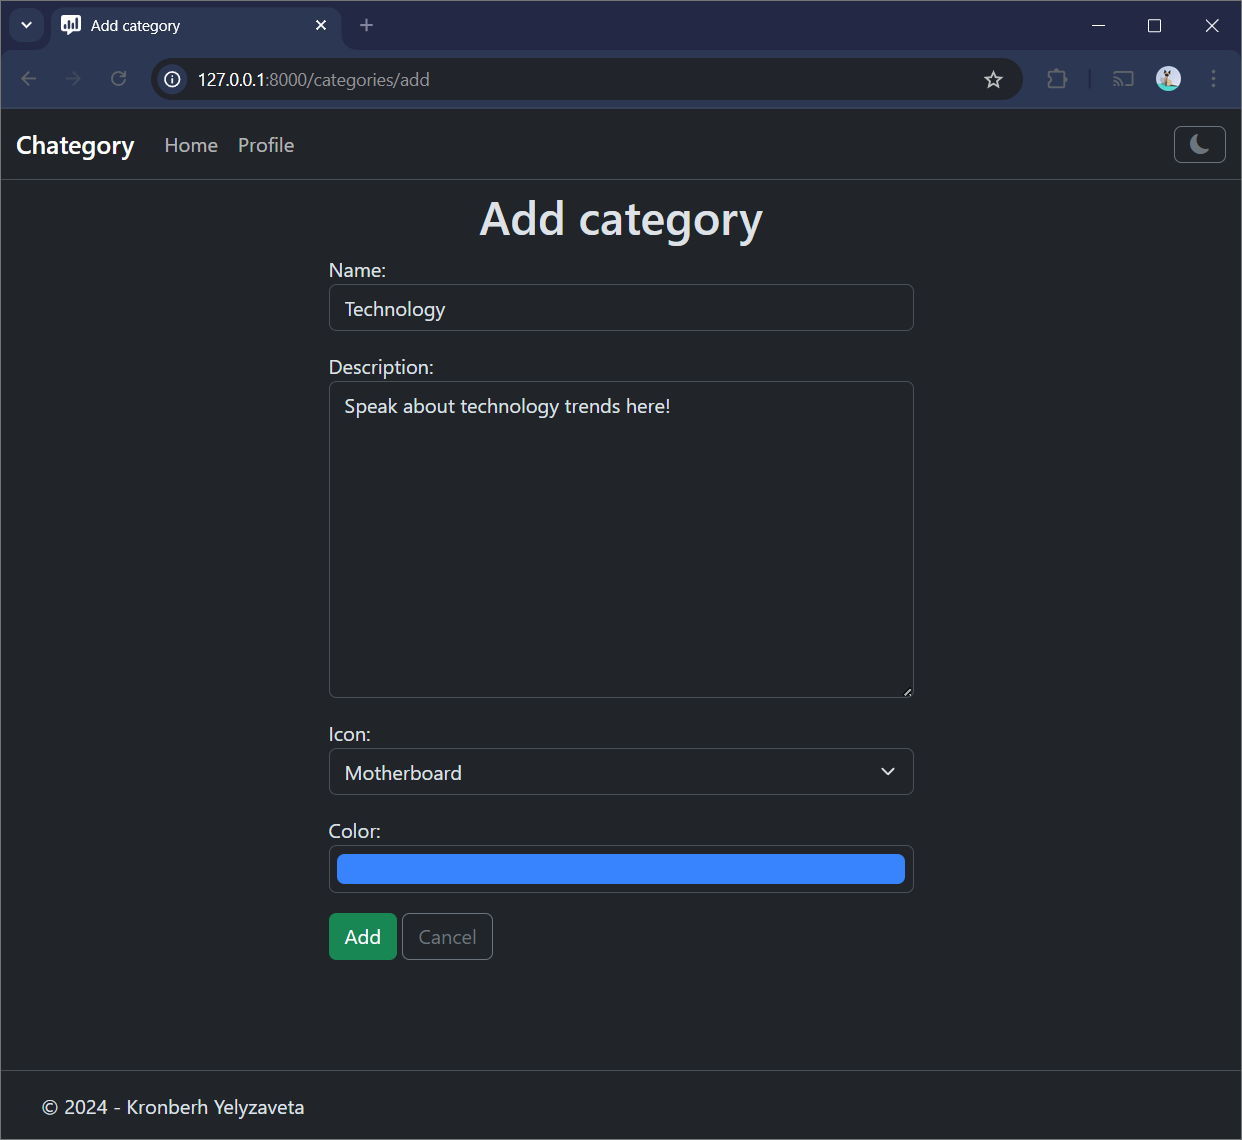 Add category
127.0.0.1:8000/categories/add
Chategory Home Profile
Add category
Name:
Technology
Description:
Speak about technology trends here!
Icon:
Motherboard
Color:
Add Cancel
© 2024 - Kronberh Yelyzaveta